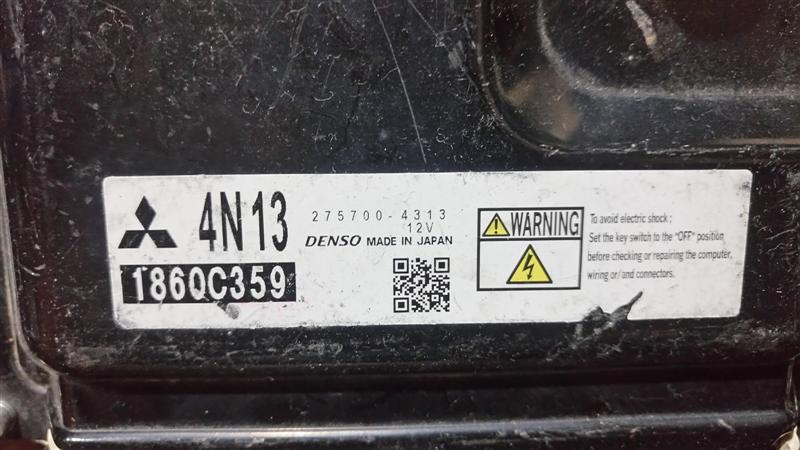 4N13
1860C359
275700-4313
12V
DENSO MADE IN JAPAN
WARNING
To avoid electric shock ;
Set the key switch to the "OFF" position
before checking or repairing the computer,
wiring or/and connectors.